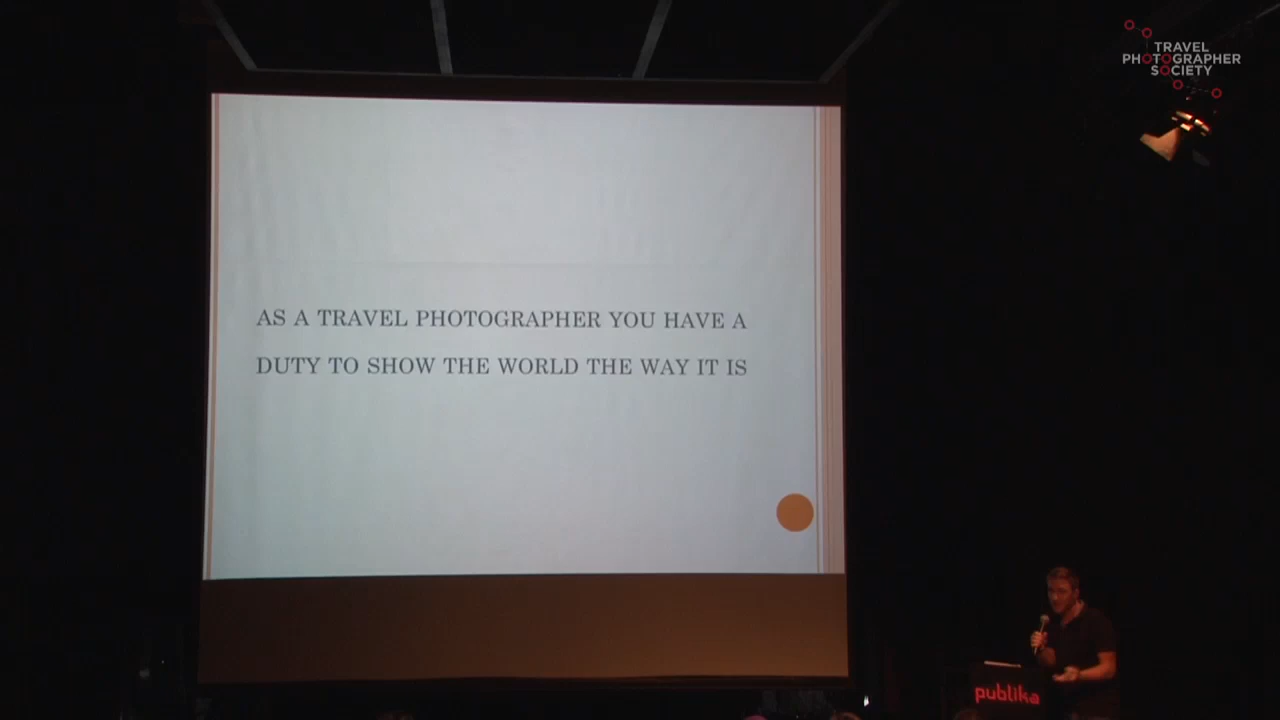 TRAVEL
PHOTOGRAPHER
SOCIETY
AS A TRAVEL PHOTOGRAPHER YOU HAVE A
DUTY TO SHOW THE WORLD THE WAY IT IS
publika